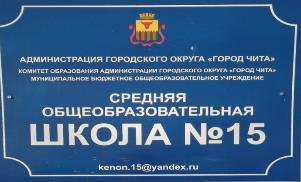 АДМИНИСТРАЦИЯ ГОРОДСКОГО ОКРУГА «ГОРОД ЧИТА»
КОМИТЕТ ОБРАЗОВАНИЯ АДМИНИСТРАЦИИ ГОРОДСКОГО ОКРУГА «ГОРОД ЧИТА»
МУНИЦИПАЛЬНОЕ БЮДЖЕТНОЕ ОБЩЕОБРАЗОВАТЕЛЬНОЕ УЧРЕЖДЕНИЕ
СРЕДНЯЯ
ОБЩЕОБРАЗОВАТЕЛЬНАЯ
ШКОЛА №15
kenon.15@yandex.ru